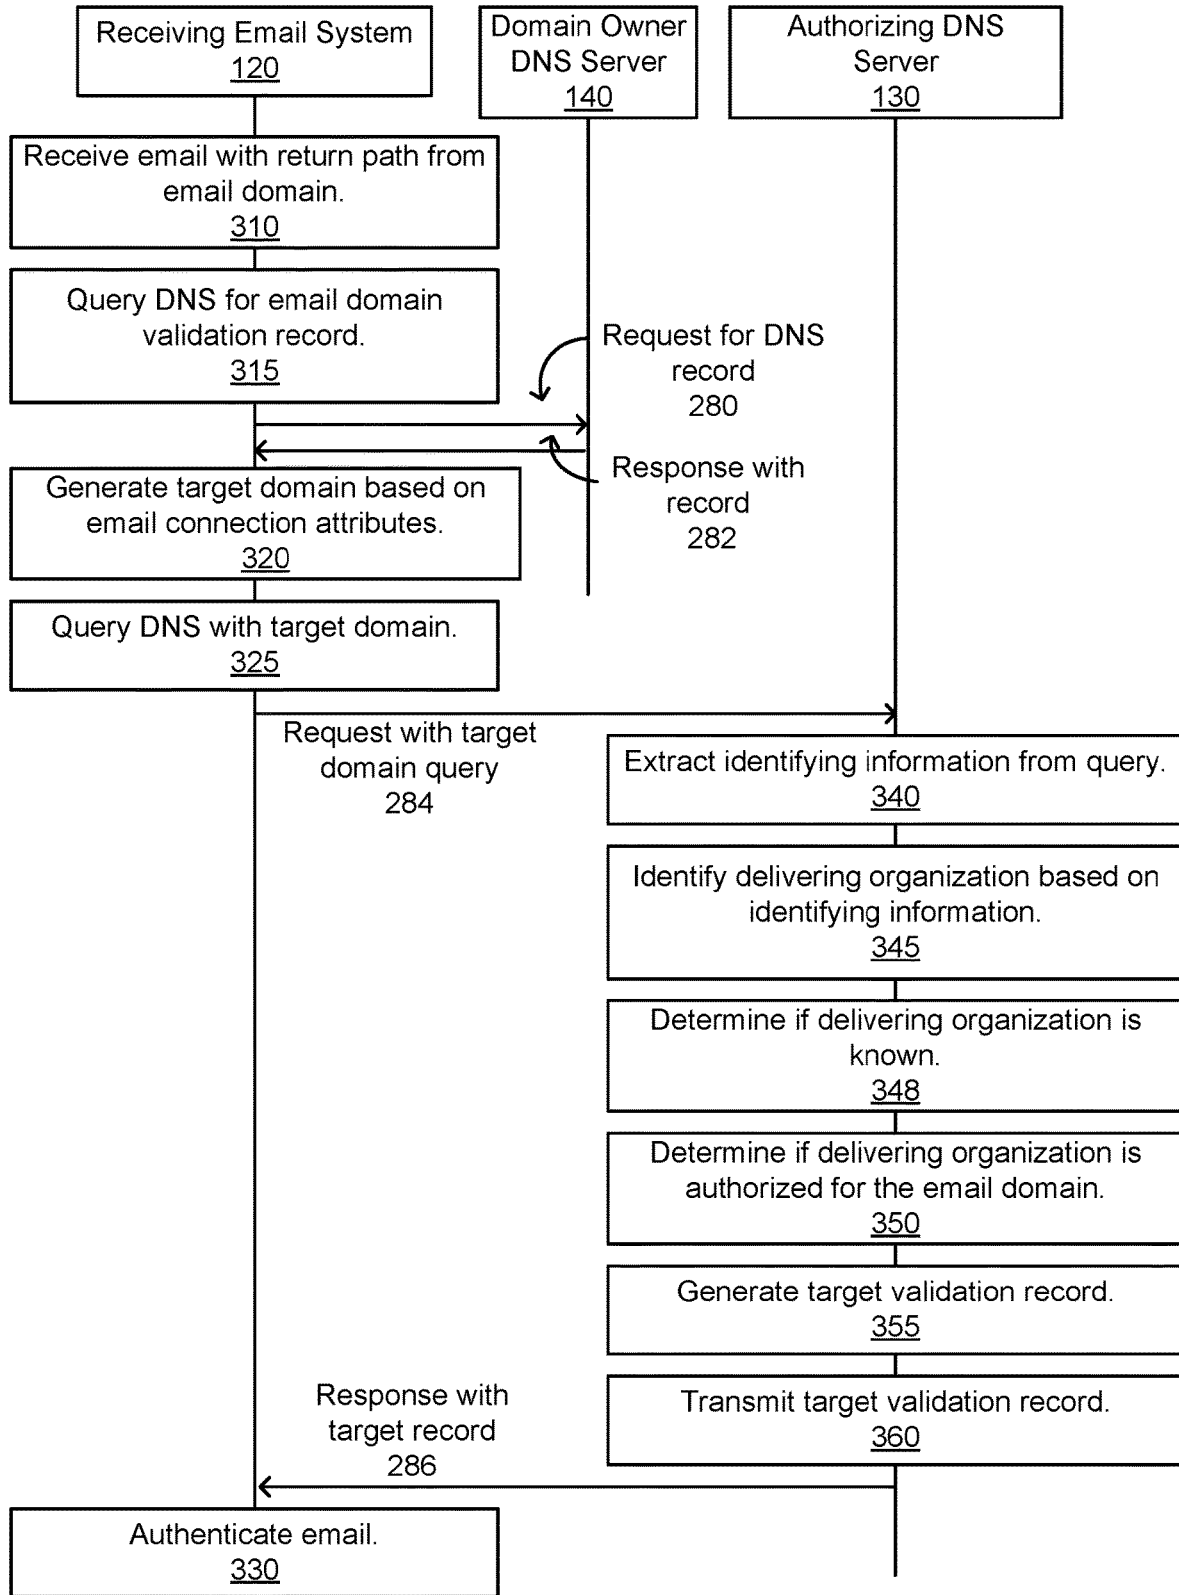 Receiving Email System
120
Domain Owner
DNS Server
140
Authorizing DNS
Server
130
Receive email with return path from
email domain.
310
Query DNS for email domain
validation record.
315
Request for DNS
record
280
Response with
record
282
Generate target domain based on
email connection attributes.
320
Query DNS with target domain.
325
Request with target
domain query
284
Extract identifying information from query.
340
Identify delivering organization based on
identifying information.
345
Determine if delivering organization is
known.
348
Determine if delivering organization is
authorized for the email domain.
350
Generate target validation record.
355
Transmit target validation record.
360
Response with
target record
286
Authenticate email.
330